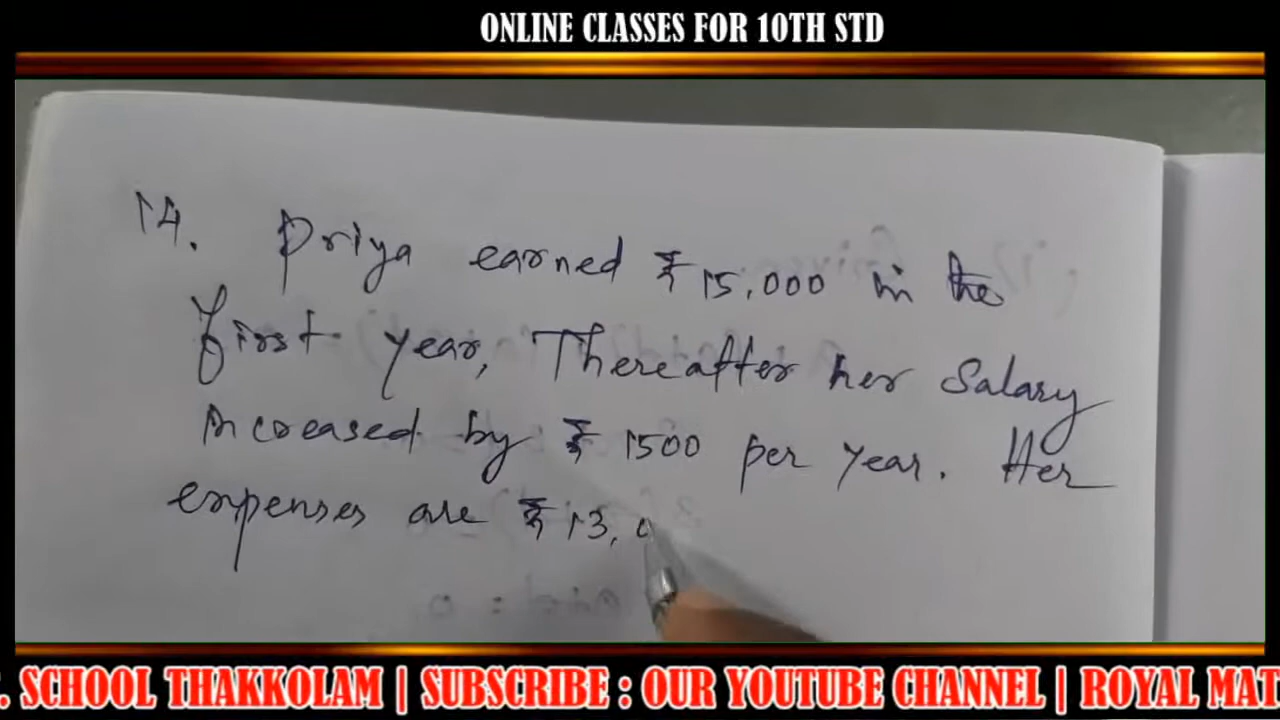 ONLINE CLASSES FOR 10TH STD
14. Priya earned ₹ 15,000 in the
first year, Thereafter her Salary
increased by ₹ 1500 per year. Her
expenses are ₹ 13, 0
. SCHOOL THAKKOLAM | SUBSCRIBE : OUR YOUTUBE CHANNEL | ROYAL MAT